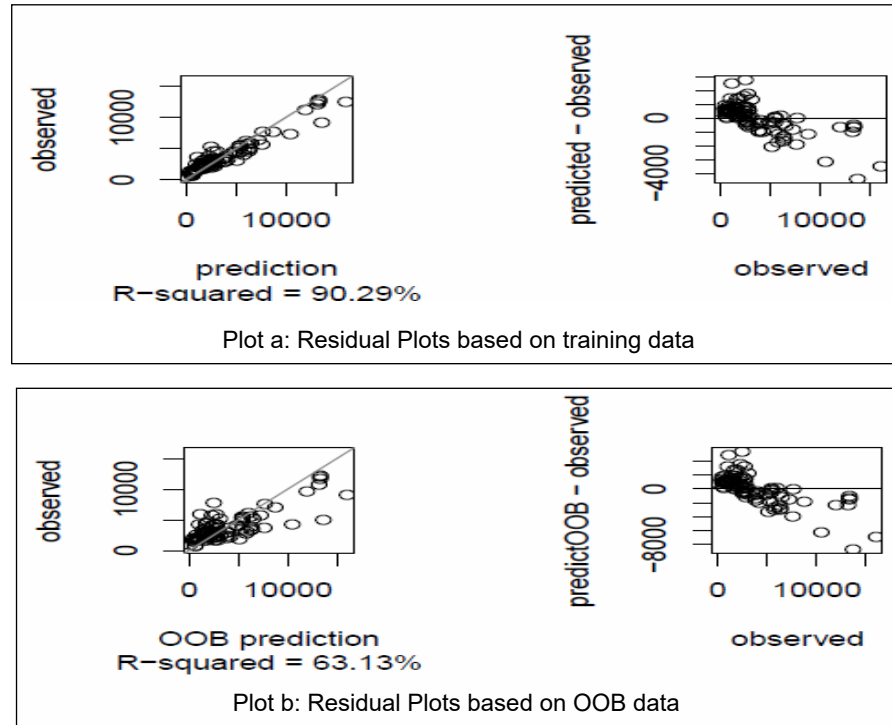 observed
10000
0
0 10000
prediction
R-squared = 90.29%
predicted - observed
0
-4000
0 10000
observed
Plot a: Residual Plots based on training data
observed
10000
0
0 10000
OOB prediction
R-squared = 63.13%
predictOOB - observed
0
-8000
0 10000
observed
Plot b: Residual Plots based on OOB data